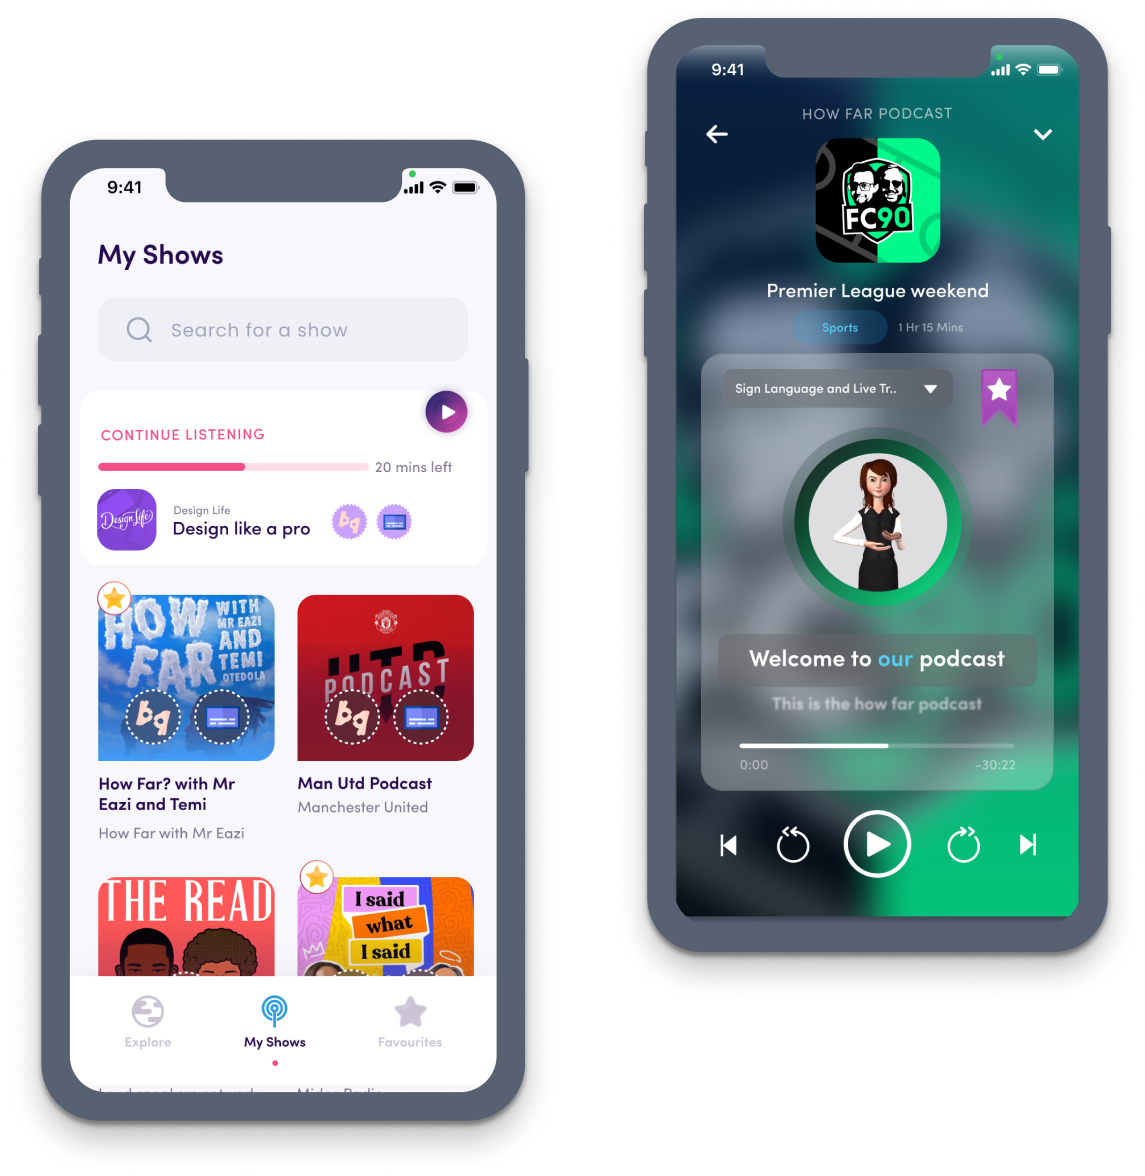 9:41
My Shows
Search for a show
CONTINUE LISTENING
20 mins left
Design Life
Design Life
Design like a pro
HOW FAR
WITH
MR EAZI
AND
TEMI
OTEDOLA
UTD
PODCAST
How Far? with Mr
Eazi and Temi
How Far with Mr Eazi
Man Utd Podcast
Manchester United
THE READ
I said
what
I said
Explore
My Shows
Favourites
9:41
HOW FAR PODCAST
FC90
Premier League weekend
Sports
1 Hr 15 Mins
Sign Language and Live Tr..
Welcome to our podcast
This is the how far podcast
0:00
-30:22